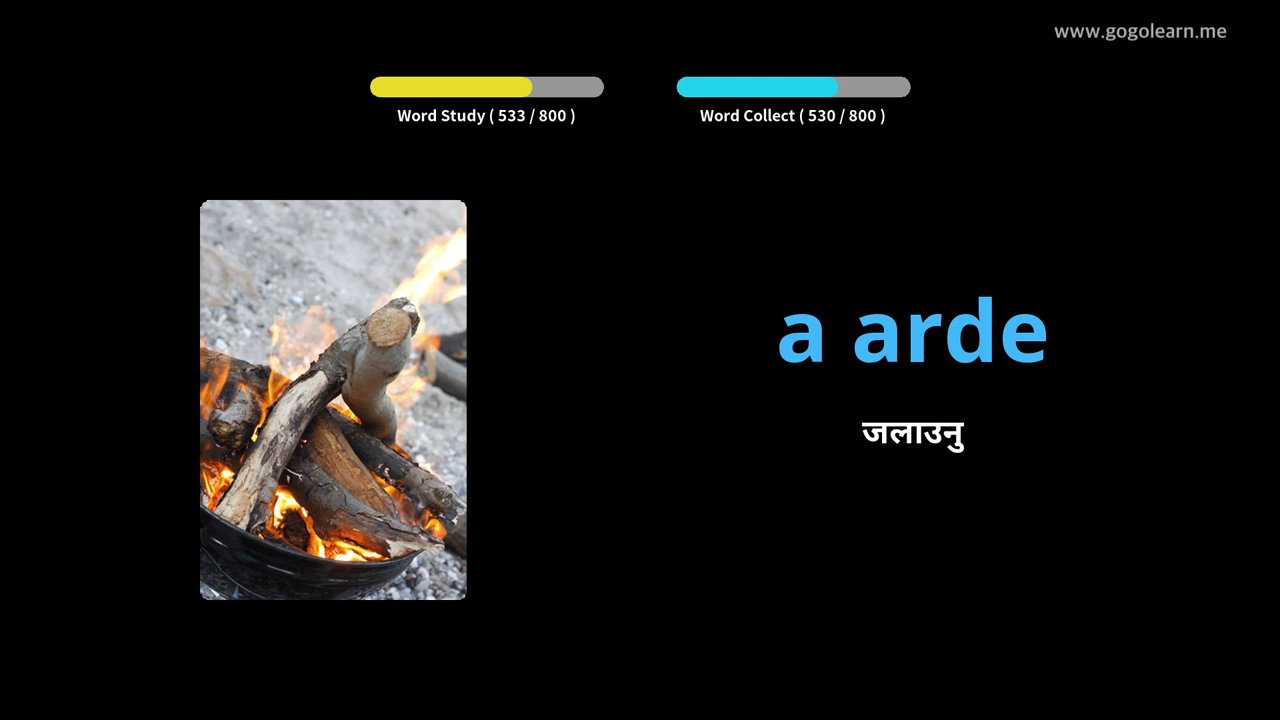 www.gogolearn.me
Word Study ( 533 / 800 )
Word Collect ( 530 / 800 )
a arde
जलाउनु